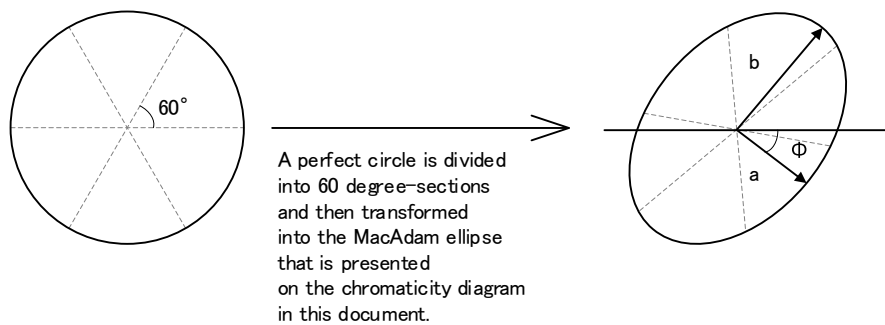 60°
A perfect circle is divided
into 60 degree-sections
and then transformed
into the MacAdam ellipse
that is presented
on the chromaticity diagram
in this document.
b
Φ
a